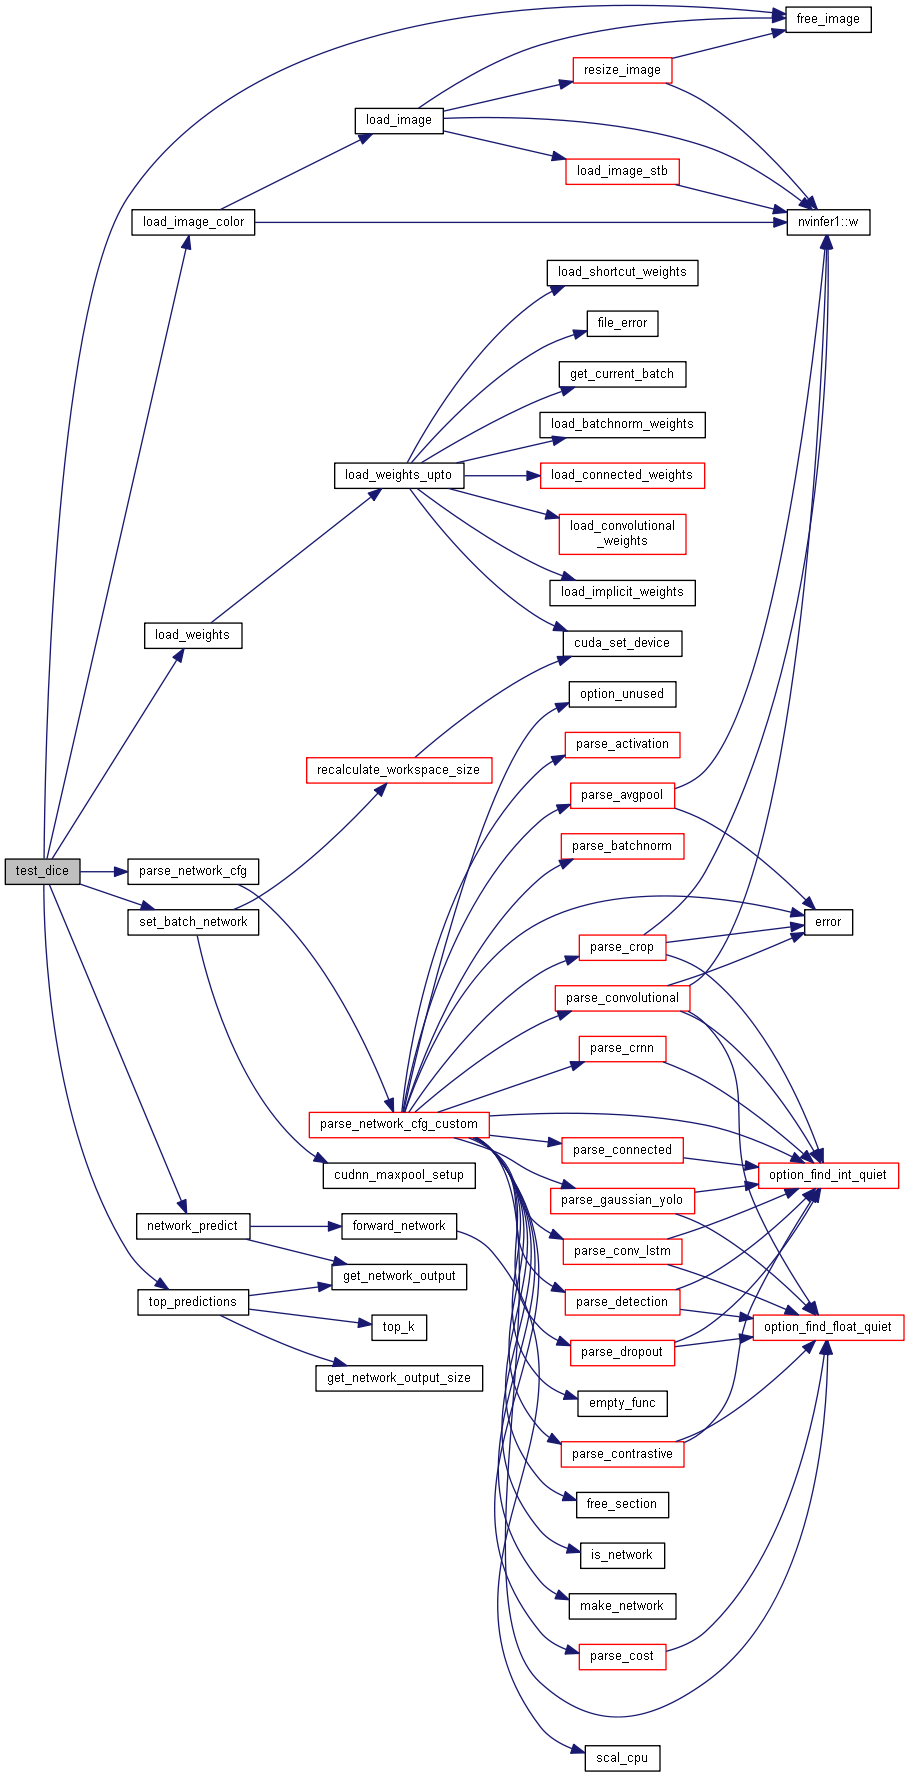 free_image
resize_image
load_image
load_image_stb
load_image_color
nvinfer1::w
load_shortcut_weights
file_error
get_current_batch
load_batchnorm_weights
load_weights_upto
load_connected_weights
load_convolutional
_weights
load_implicit_weights
load_weights
cuda_set_device
option_unused
parse_activation
recalculate_workspace_size
parse_avgpool
parse_batchnorm
test_dice
parse_network_cfg
set_batch_network
error
parse_crop
parse_convolutional
parse_crnn
parse_network_cfg_custom
parse_connected
cudnn_maxpool_setup
option_find_int_quiet
parse_gaussian_yolo
network_predict
forward_network
parse_conv_lstm
get_network_output
top_predictions
parse_detection
top_k
option_find_float_quiet
parse_dropout
get_network_output_size
empty_func
parse_contrastive
free_section
is_network
make_network
parse_cost
scal_cpu